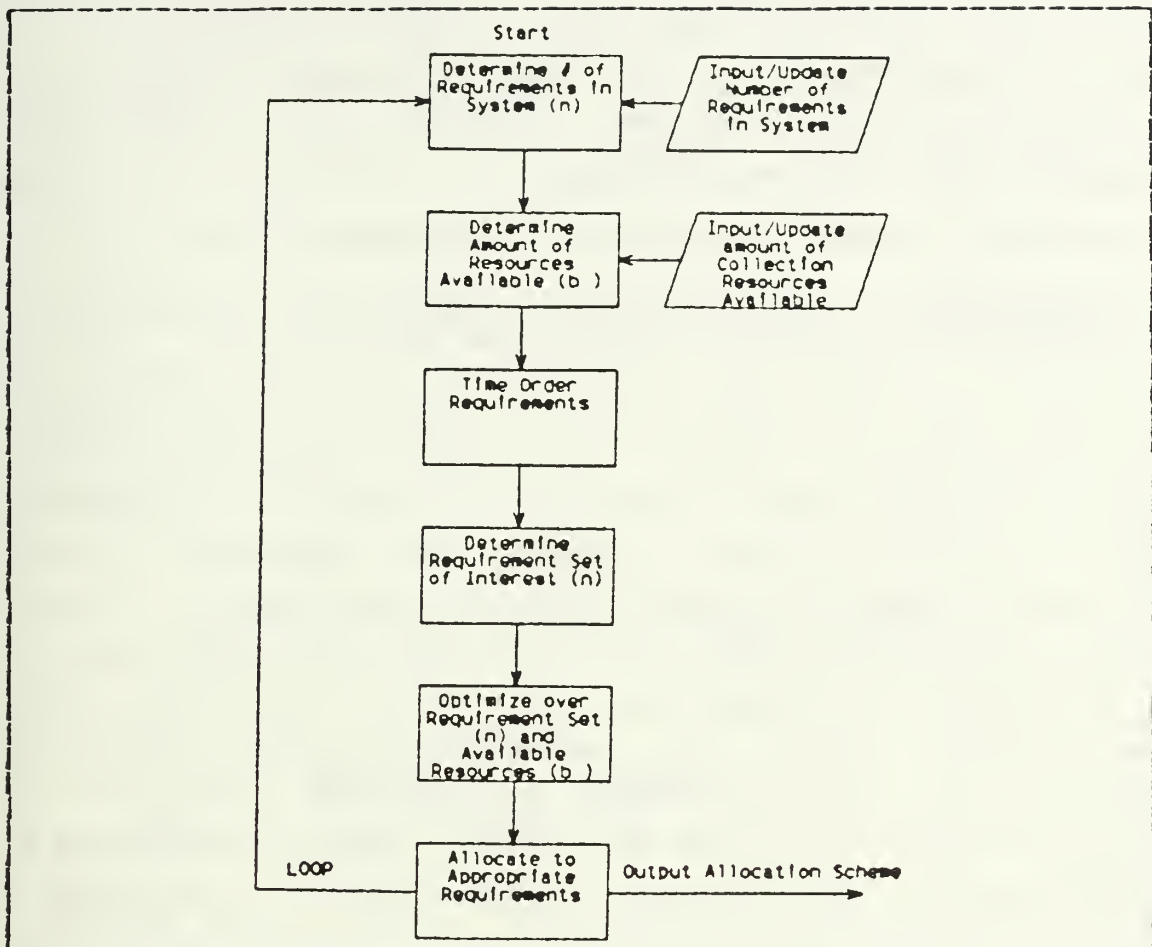 Start
Determine # of
Requirements in
System (n)
Input/Update
Number of
Requirements
in System
Determine
Amount of
Resources
Available (b )
Input/Update
amount of
Collection
Resources
Available
Time Order
Requirements
Determine
Requirement Set
of Interest (n)
Optimize over
Requirement Set
(n) and
Available
Resources (b )
LOOP
Allocate to
Appropriate
Requirements
Output Allocation Scheme